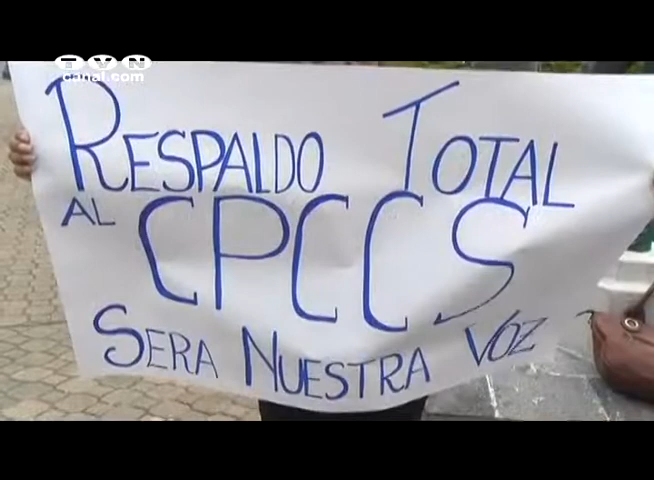 TVN
canal.com
RESPALDO TOTAL
AL CPCCS
SERA NUESTRA VOZ